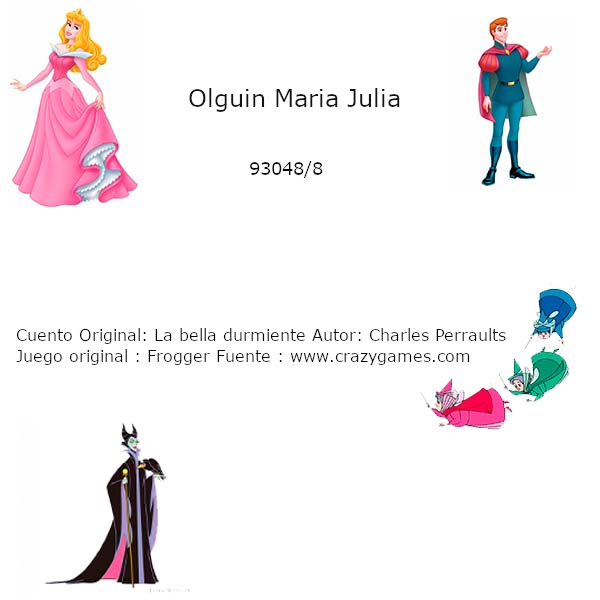 Olguin Maria Julia
93048/8
Cuento Original: La bella durmiente Autor: Charles Perraults
Juego original : Frogger Fuente : www.crazygames.com